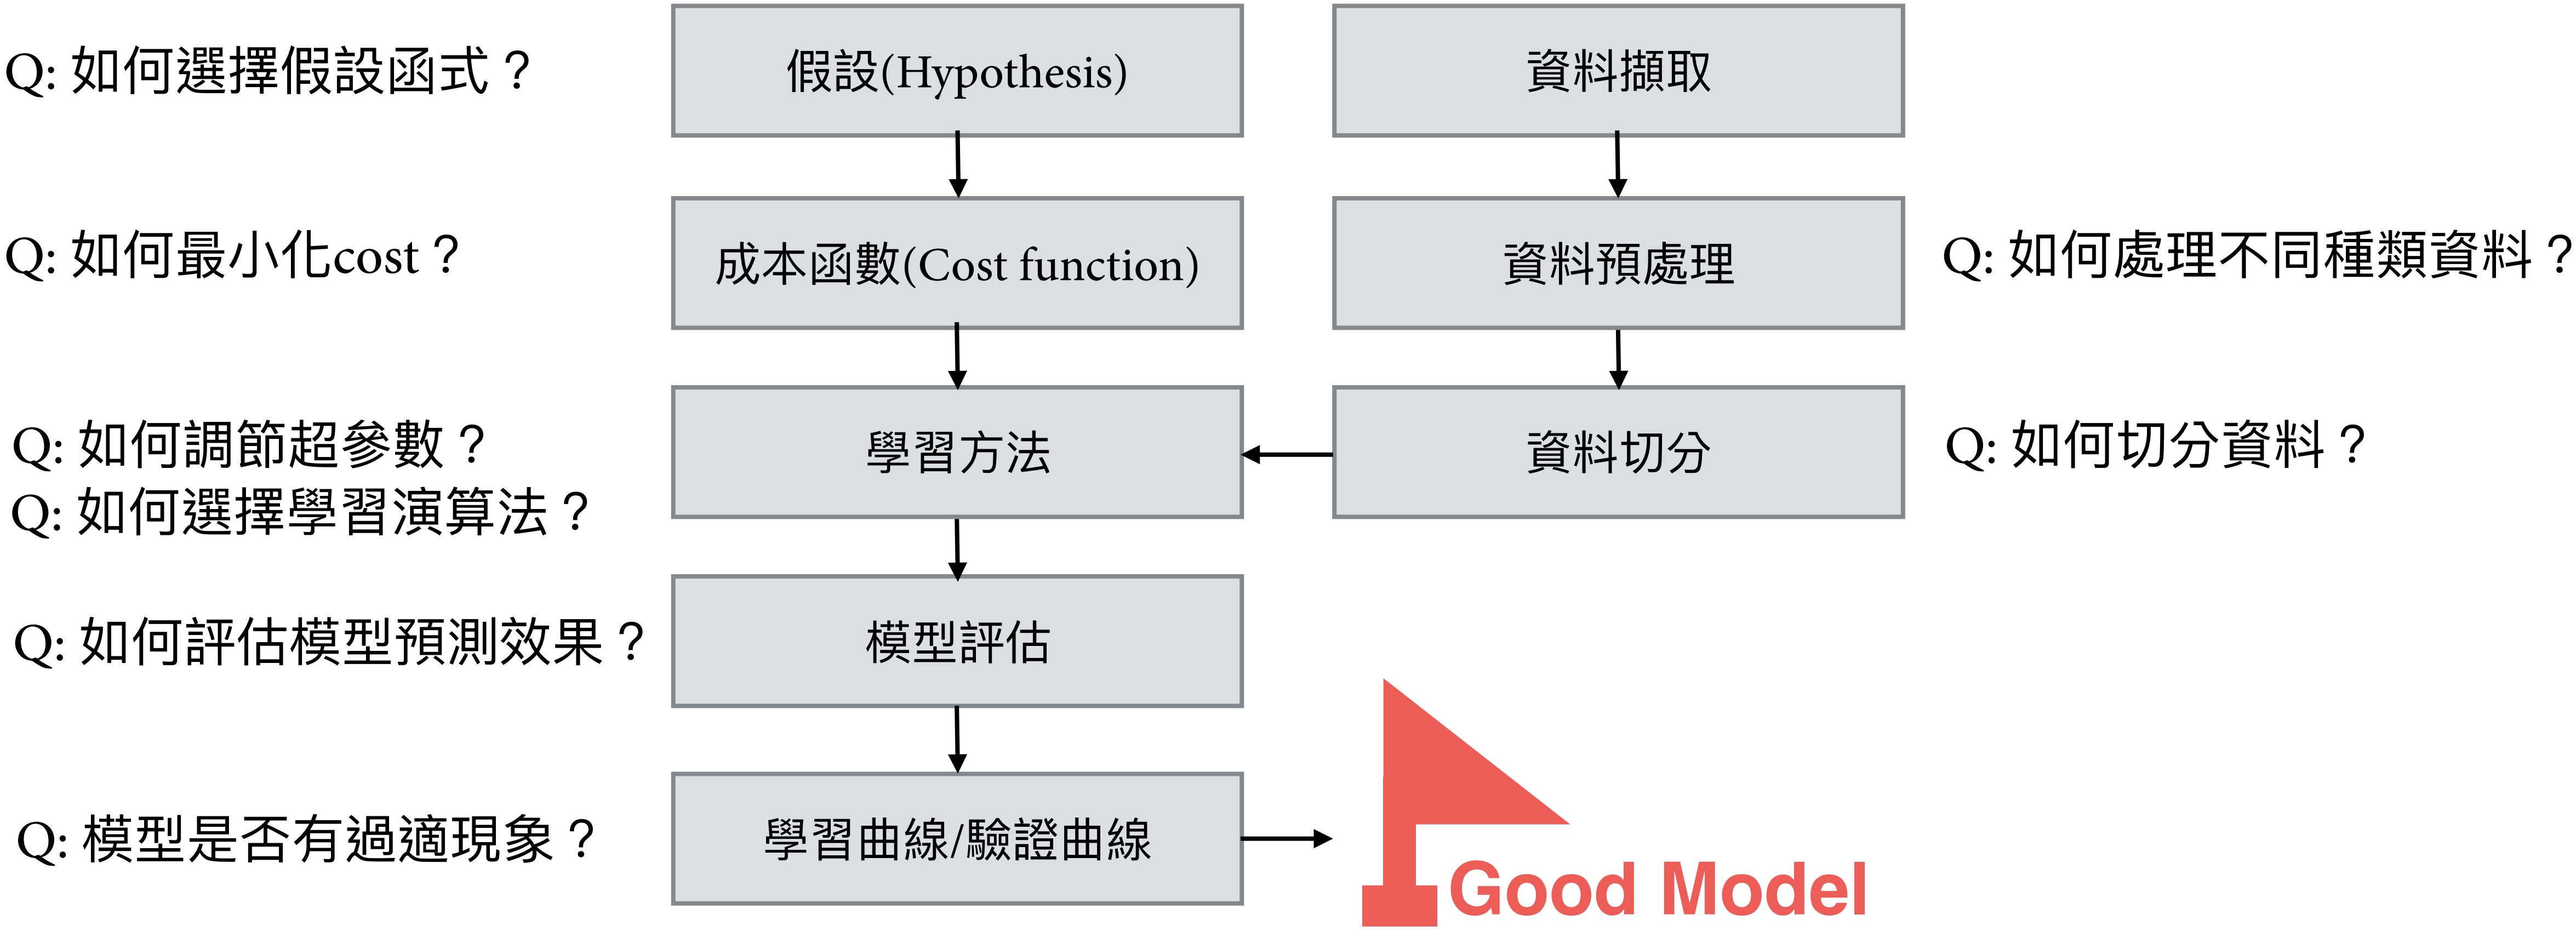 Q: 如何選擇假設函式？
假設(Hypothesis)
資料擷取
Q: 如何最小化cost？
成本函數(Cost function)
資料預處理
Q: 如何處理不同種類資料？
Q: 如何調節超參數？
Q: 如何選擇學習演算法？
學習方法
資料切分
Q: 如何切分資料？
Q: 如何評估模型預測效果？
模型評估
Q: 模型是否有過適現象？
學習曲線/驗證曲線
Good Model